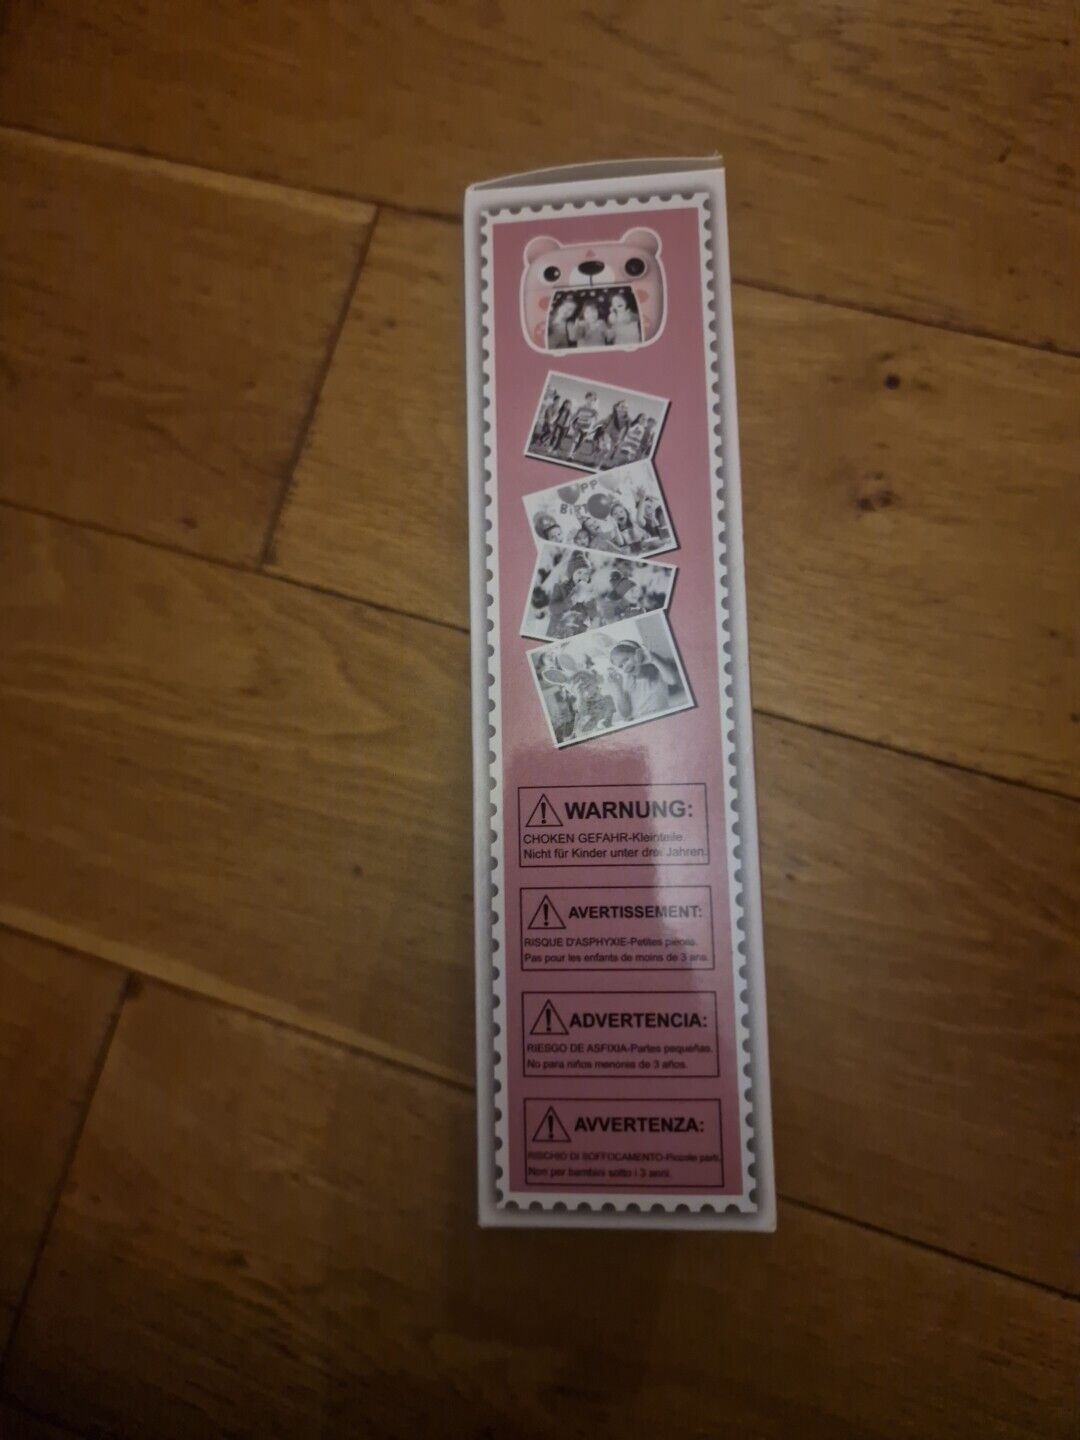 PP
BIRT
WARNUNG:
CHOKEN GEFAHR-Kleinteile.
Nicht für Kinder unter drei Jahren.
AVERTISSEMENT:
RISQUE D'ASPHYXIE-Petites pièces.
Pas pour les enfants de moins de 3 ans.
ADVERTENCIA:
RIESGO DE ASFIXIA-Partes pequeñas.
No para niños menores de 3 años.
AVVERTENZA:
RISCHIO DI SOFFOCAMENTO-Piccole parti.
Non per bambini sotto i 3 anni.